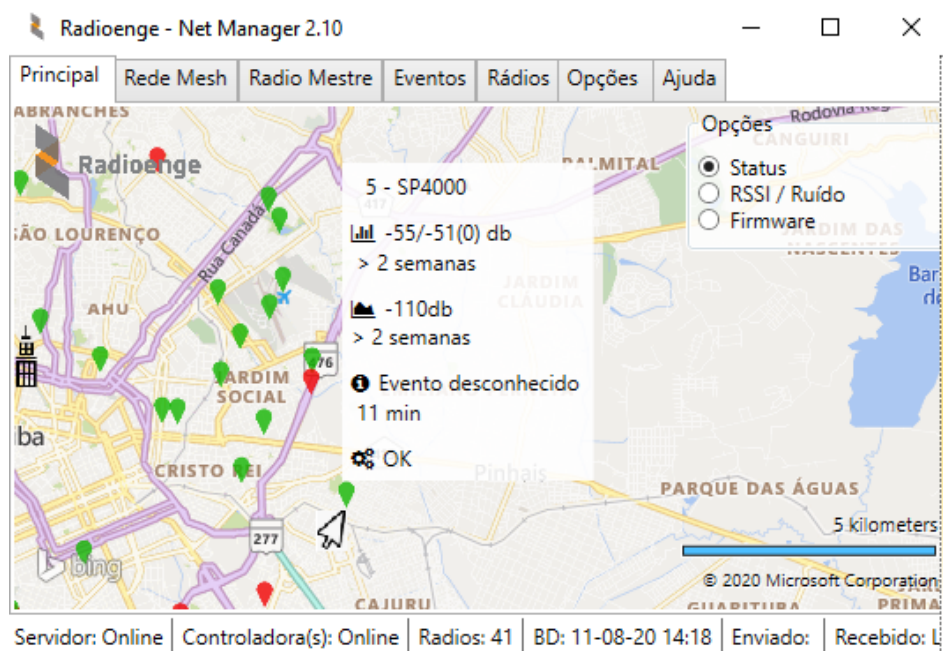 Radioenge - Net Manager 2.10
Principal Rede Mesh Radio Mestre Eventos Rádios Opções Ajuda
ABRANCHES
Radioenge
SÃO LOURENÇO
AHU
Rua Canadá
JARDIM
SOCIAL
476
417
CRISTO REI
277
CAJURU
bing
PALMITAL
JARDIM
CLÁUDIA
Pinhais
PARQUE DAS ÁGUAS
GUARITUBA
CANGUIRI
JARDIM DAS
NASCENTES
5 - SP4000
-55/-51(0) db
> 2 semanas
-110db
> 2 semanas
Evento desconhecido
11 min
OK
Opções
Status
RSSI / Ruído
Firmware
5 kilometers
© 2020 Microsoft Corporation
Servidor: Online Controladora(s): Online Radios: 41 BD: 11-08-20 14:18 Enviado: Recebido: L